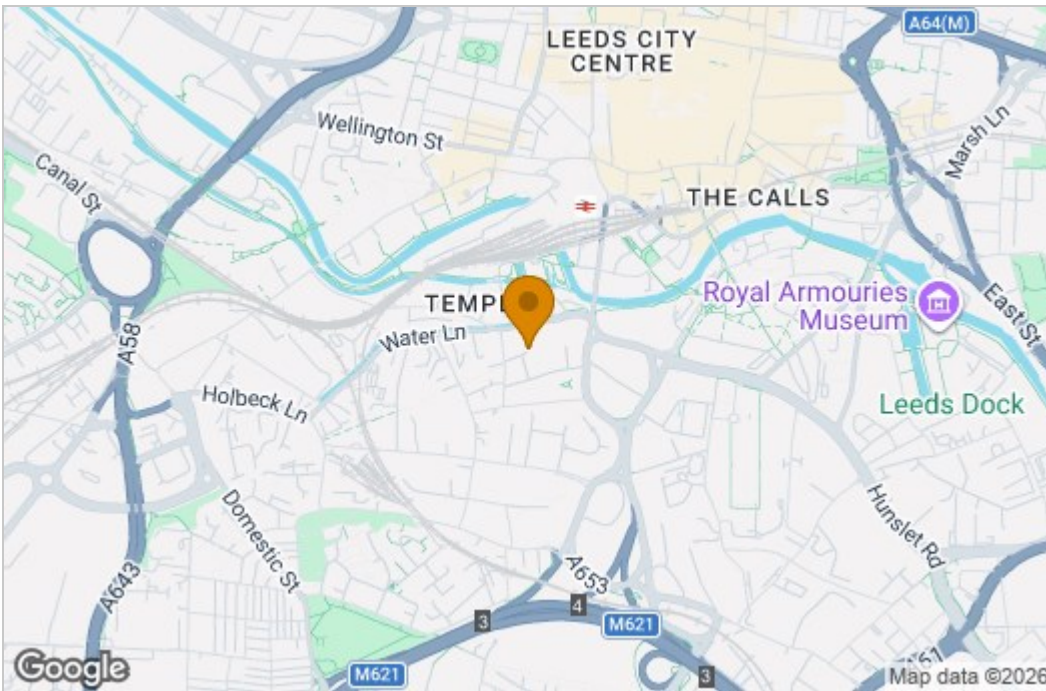 A64(M)
LEEDS CITY
CENTRE
Wellington St
Marsh Ln
Canal St
THE CALLS
TEMPL
Royal Armouries
Museum
East St
Water Ln
A58
Holbeck Ln
Leeds Dock
Domestic St
Hunslet Rd
A643
A653
3
4
M621
M621
3
A61
Google
Map data ©2026